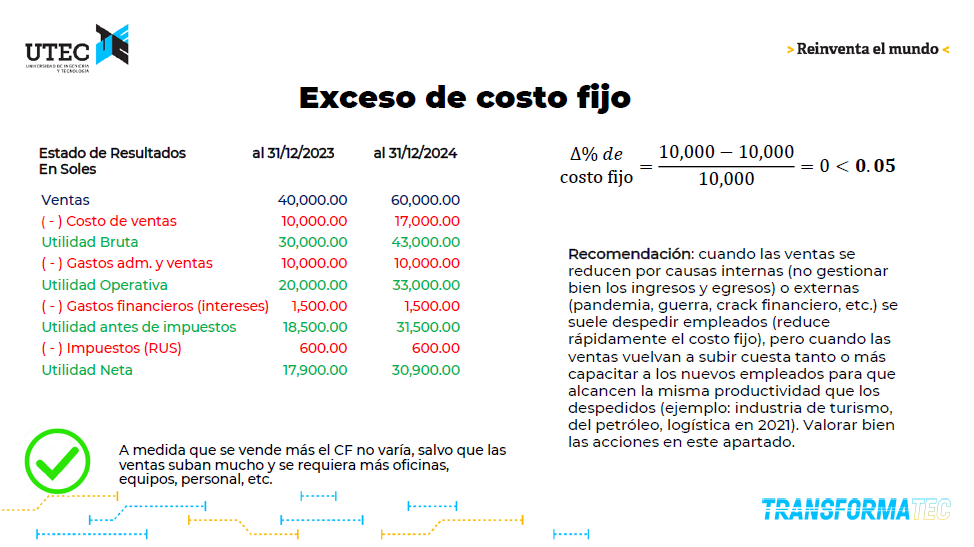 UTEC
UNIVERSIDAD DE INGENIERÍA
Y TECNOLOGÍA
> Reinventa el mundo <
Exceso de costo fijo
Estado de Resultados al 31/12/2023 al 31/12/2024
En Soles
Ventas 40,000.00 60,000.00
( - ) Costo de ventas 10,000.00 17,000.00
Utilidad Bruta 30,000.00 43,000.00
( - ) Gastos adm. y ventas 10,000.00 10,000.00
Utilidad Operativa 20,000.00 33,000.00
( - ) Gastos financieros (intereses) 1,500.00 1,500.00
Utilidad antes de impuestos 18,500.00 31,500.00
( - ) Impuestos (RUS) 600.00 600.00
Utilidad Neta 17,900.00 30,900.00
A medida que se vende más el CF no varía, salvo que las
ventas suban mucho y se requiera más oficinas,
equipos, personal, etc.
Δ% de
costo fijo = (10,000 − 10,000) / 10,000 = 0 < 0.05
Recomendación: cuando las ventas se
reducen por causas internas (no gestionar
bien los ingresos y egresos) o externas
(pandemia, guerra, crack financiero, etc.) se
suele despedir empleados (reduce
rápidamente el costo fijo), pero cuando las
ventas vuelvan a subir cuesta tanto o más
capacitar a los nuevos empleados para que
alcancen la misma productividad que los
despedidos (ejemplo: industria de turismo,
del petróleo, logística en 2021). Valorar bien
las acciones en este apartado.
TRANSFORMATEC